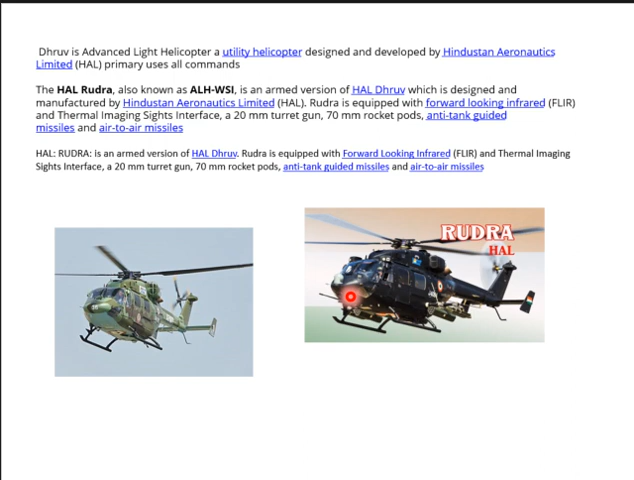 Dhruv is Advanced Light Helicopter a utility helicopter designed and developed by Hindustan Aeronautics
Limited (HAL) primary uses all commands
The HAL Rudra, also known as ALH-WSI, is an armed version of HAL Dhruv which is designed and
manufactured by Hindustan Aeronautics Limited (HAL). Rudra is equipped with forward looking infrared (FLIR)
and Thermal Imaging Sights Interface, a 20 mm turret gun, 70 mm rocket pods, anti-tank guided
missiles and air-to-air missiles
HAL: RUDRA: is an armed version of HAL Dhruv. Rudra is equipped with Forward Looking Infrared (FLIR) and Thermal Imaging
Sights Interface, a 20 mm turret gun, 70 mm rocket pods, anti-tank guided missiles and air-to-air missiles
RUDRA
HAL